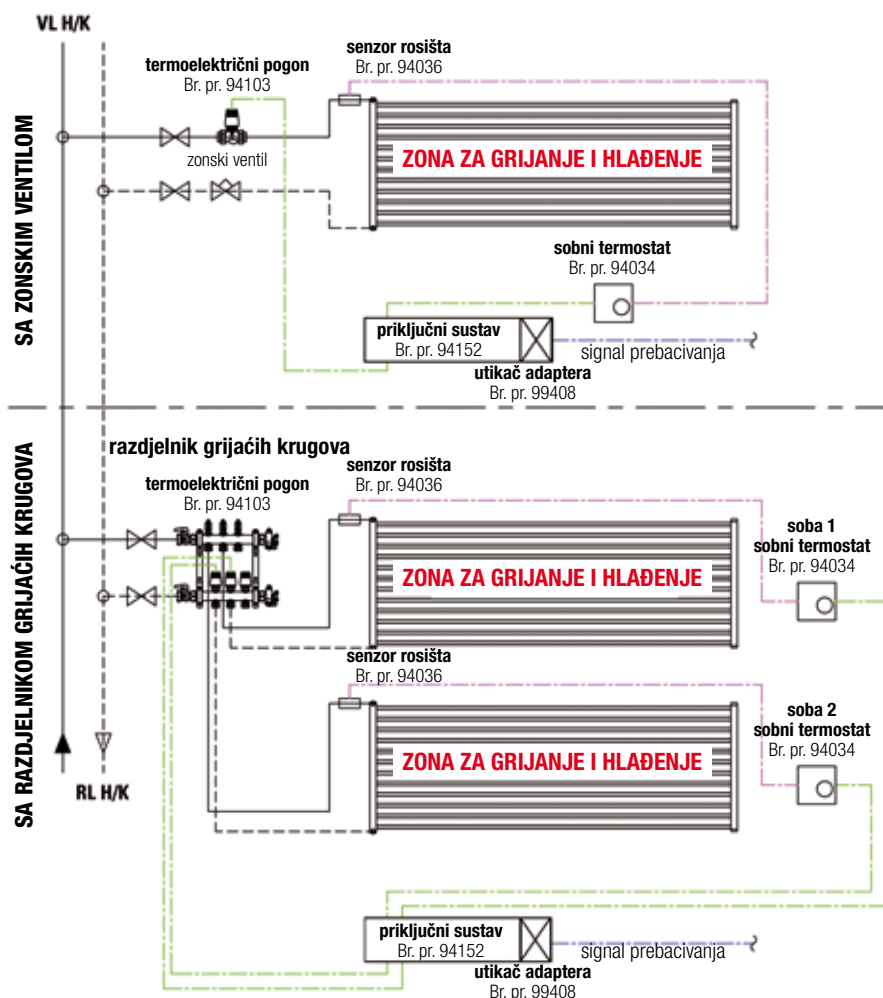 VL H/K
termoelektrični pogon
Br. pr. 94103
senzor rosišta
Br. pr. 94036
zonski ventil
ZONA ZA GRIJANJE I HLAĐENJE
SA ZONSKIM VENTILOM
sobni termostat
Br. pr. 94034
priključni sustav
Br. pr. 94152
signal prebacivanja
utikač adaptera
Br. pr. 99408
SA RAZDJELNIKOM GRIJAĆIH KRUGOVA
razdjelnik grijaćih krugova
termoelektrični pogon
Br. pr. 94103
senzor rosišta
Br. pr. 94036
soba 1
sobni termostat
Br. pr. 94034
ZONA ZA GRIJANJE I HLAĐENJE
senzor rosišta
Br. pr. 94036
soba 2
sobni termostat
Br. pr. 94034
ZONA ZA GRIJANJE I HLAĐENJE
RL H/K
priključni sustav
Br. pr. 94152
signal prebacivanja
utikač adaptera
Br. pr. 99408